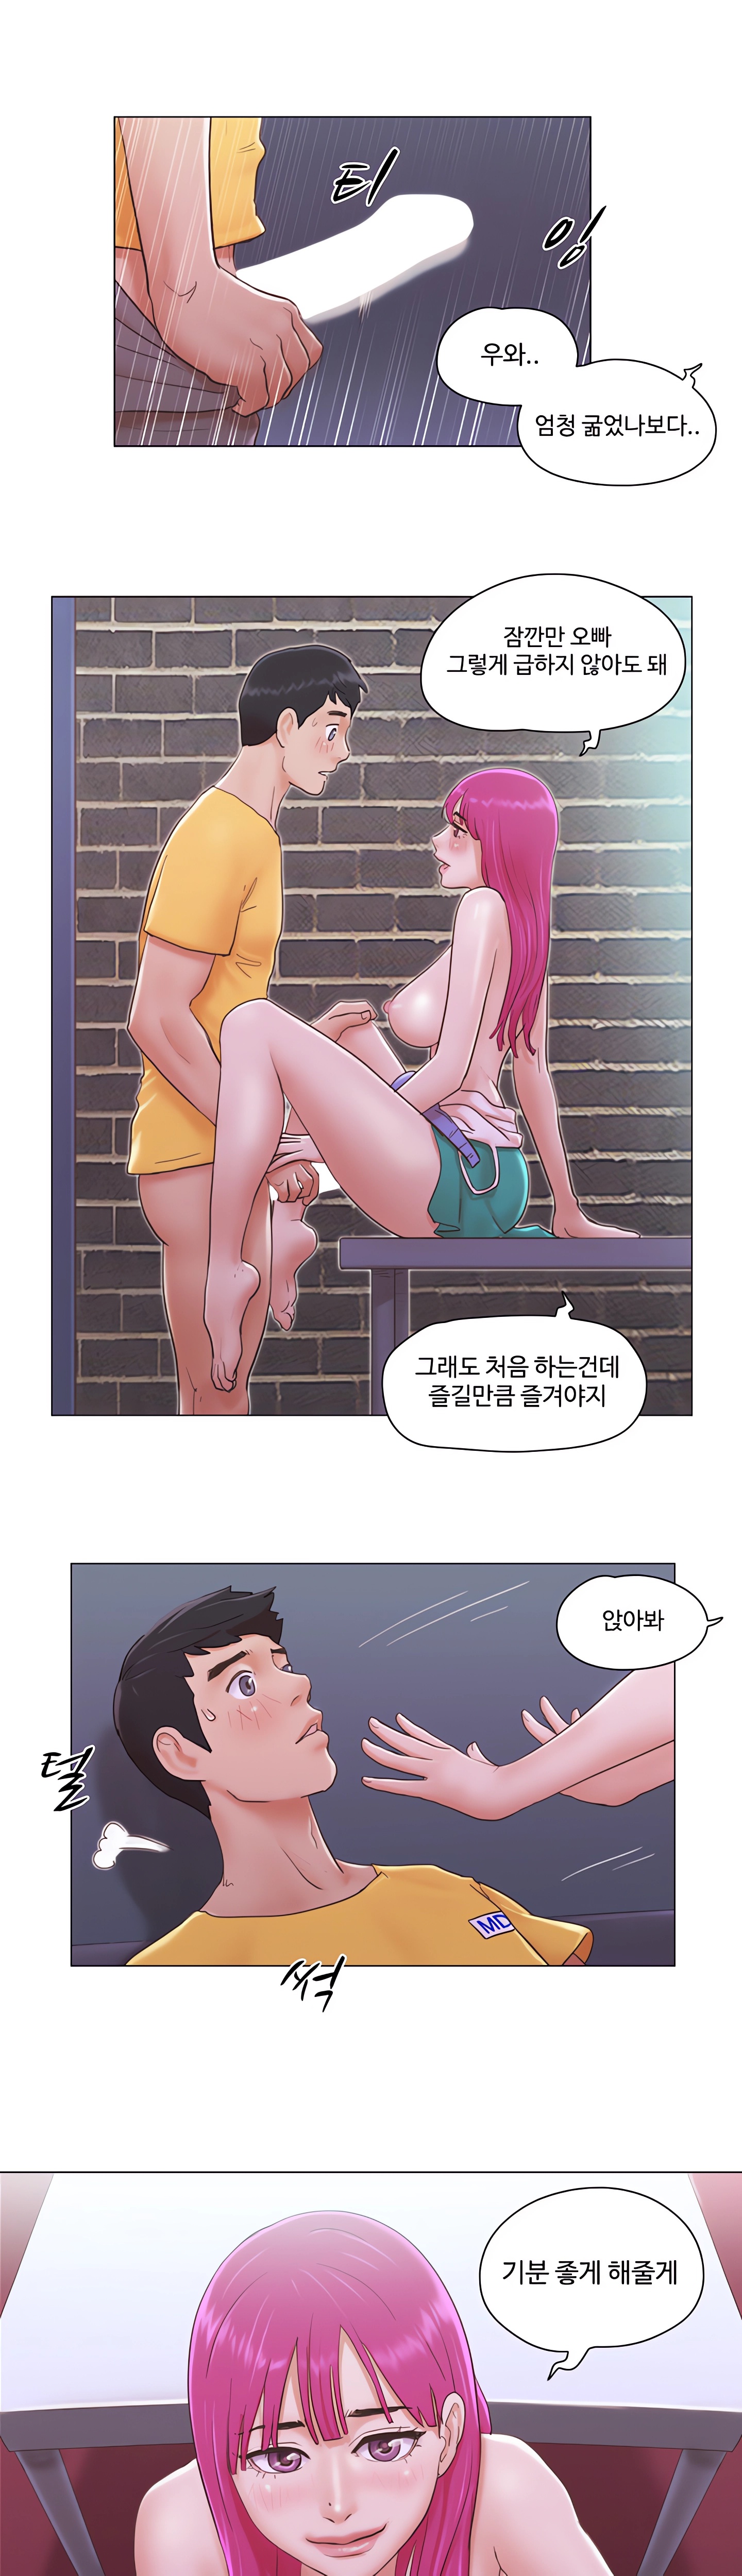 티
잉
우와..
엄청 굶었나보다..
잠깐만 오빠
그렇게 급하지 않아도 돼
그래도 처음 하는건데
즐길만큼 즐겨야지
앉아봐
털
MD
썩
기분 좋게 해줄게